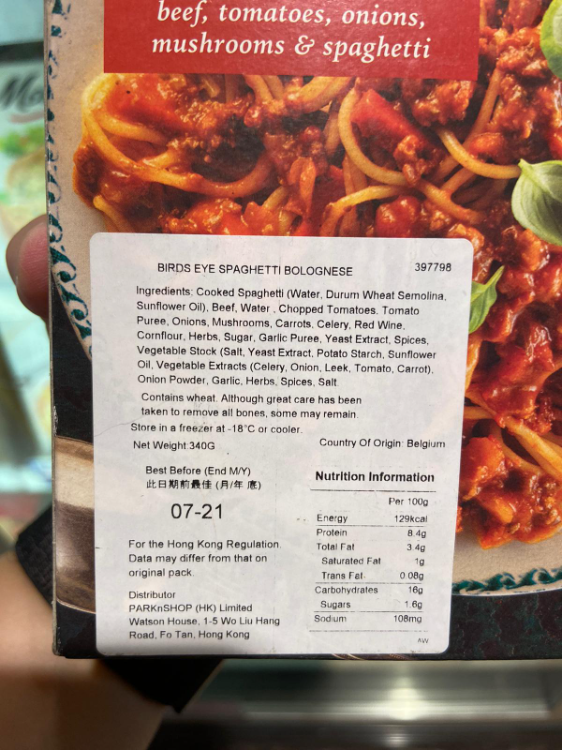 beef, tomatoes, onions,
mushrooms & spaghetti
BIRDS EYE SPAGHETTI BOLOGNESE 397798
Ingredients: Cooked Spaghetti (Water, Durum Wheat Semolina,
Sunflower Oil), Beef, Water . Chopped Tomatoes. Tomato
Puree, Onions, Mushrooms, Carrots, Celery, Red Wine,
Cornflour, Herbs, Sugar, Garlic Puree, Yeast Extract, Spices,
Vegetable Stock (Salt, Yeast Extract, Potato Starch, Sunflower
Oil, Vegetable Extracts (Celery, Onion, Leek, Tomato, Carrot),
Onion Powder, Garlic, Herbs, Spices, Salt.
Contains wheat. Although great care has been
taken to remove all bones, some may remain.
Store in a freezer at -18°C or cooler.
Net Weight 340G
Country Of Origin: Belgium
Best Before (End M/Y)
此日期前最佳 (月/年 底)
07-21
For the Hong Kong Regulation.
Data may differ from that on
original pack.
Distributor
PARKnSHOP (HK) Limited
Watson House, 1-5 Wo Liu Hang
Road, Fo Tan, Hong Kong
Nutrition Information
Per 100g
Energy 129kcal
Protein 8.4g
Total Fat 3.4g
Saturated Fat 1g
Trans Fat 0.08g
Carbohydrates 16g
Sugars 1.6g
Sodium 108mg
AW